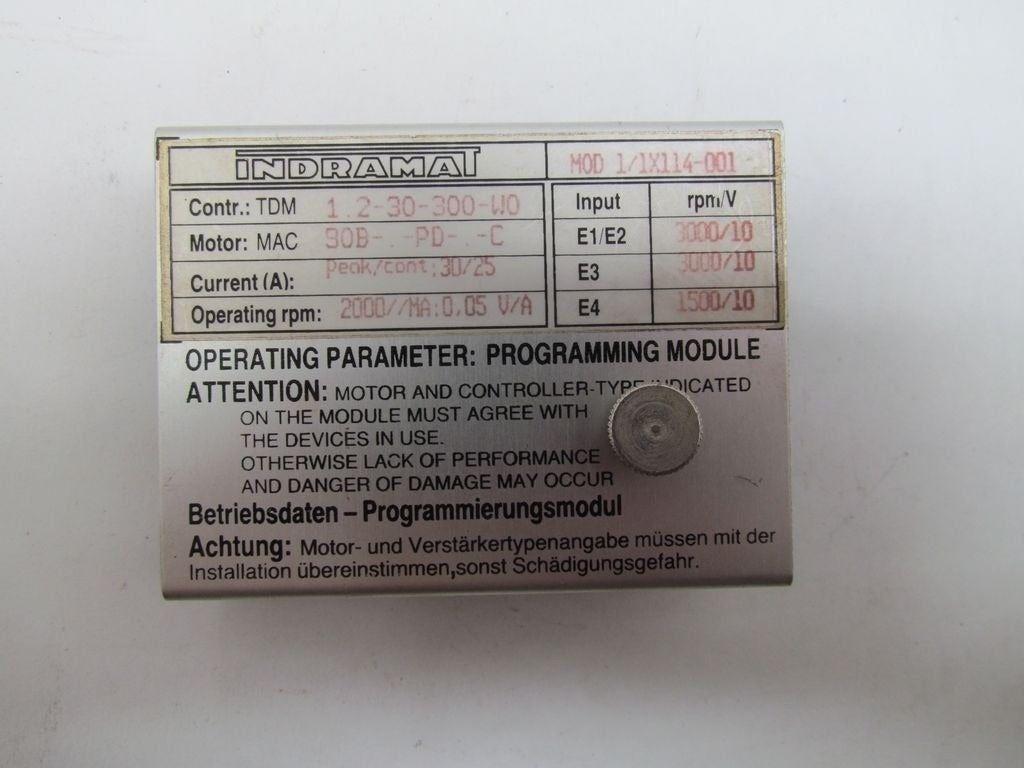 INDRAMAT MOD 1/1X114-001
Contr.: TDM 1.2-30-300-W0
Motor: MAC 90B-.-PD-.-C
Current (A): Peak/cont:30/25
Operating rpm: 2000//MA:0.05 V/A
Input rpm/V
E1/E2 3000/10
E3 3000/10
E4 1500/10
OPERATING PARAMETER: PROGRAMMING MODULE
ATTENTION: MOTOR AND CONTROLLER-TYPE INDICATED
ON THE MODULE MUST AGREE WITH
THE DEVICES IN USE.
OTHERWISE LACK OF PERFORMANCE
AND DANGER OF DAMAGE MAY OCCUR
Betriebsdaten – Programmierungsmodul
Achtung: Motor- und Verstärkertypenangabe müssen mit der
Installation übereinstimmen,sonst Schädigungsgefahr.